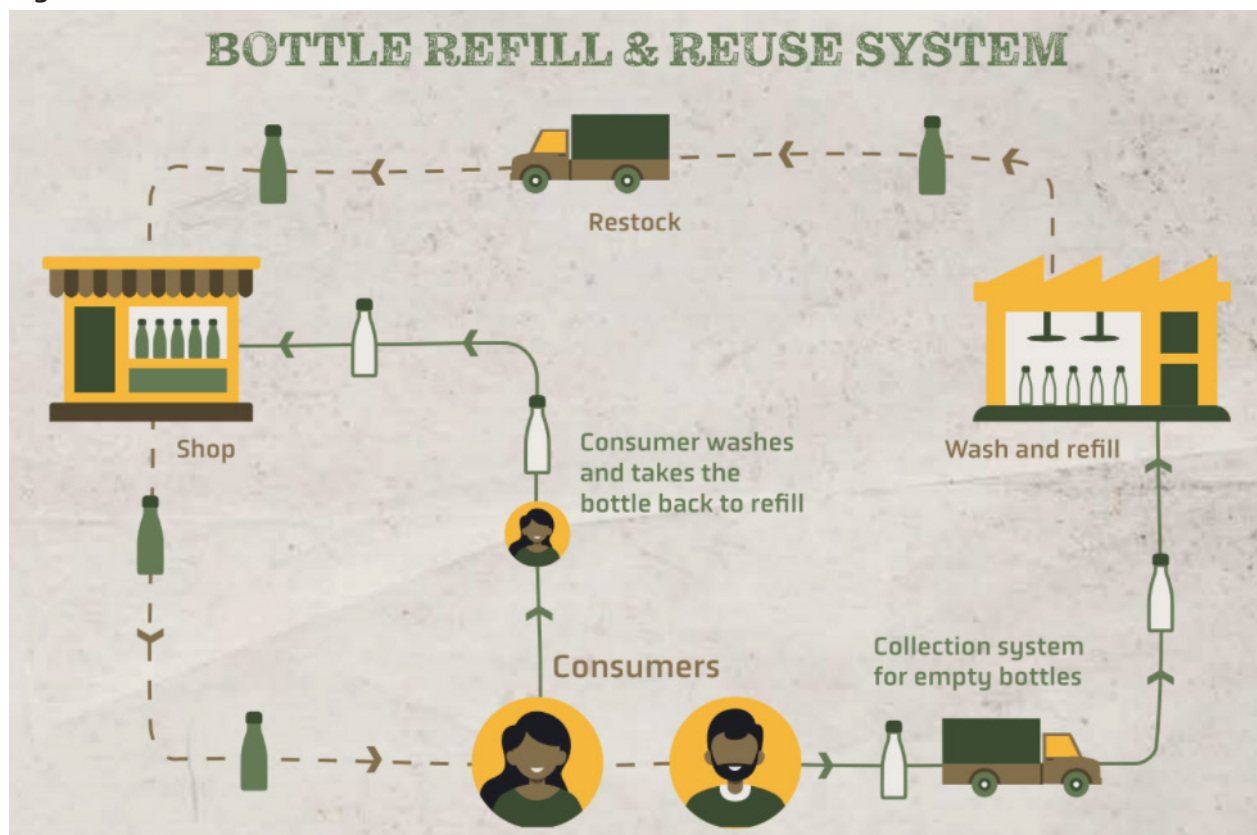 BOTTLE REFILL & REUSE SYSTEM
Restock
Shop
Consumer washes
and takes the
bottle back to refill
Wash and refill
Consumers
Collection system
for empty bottles